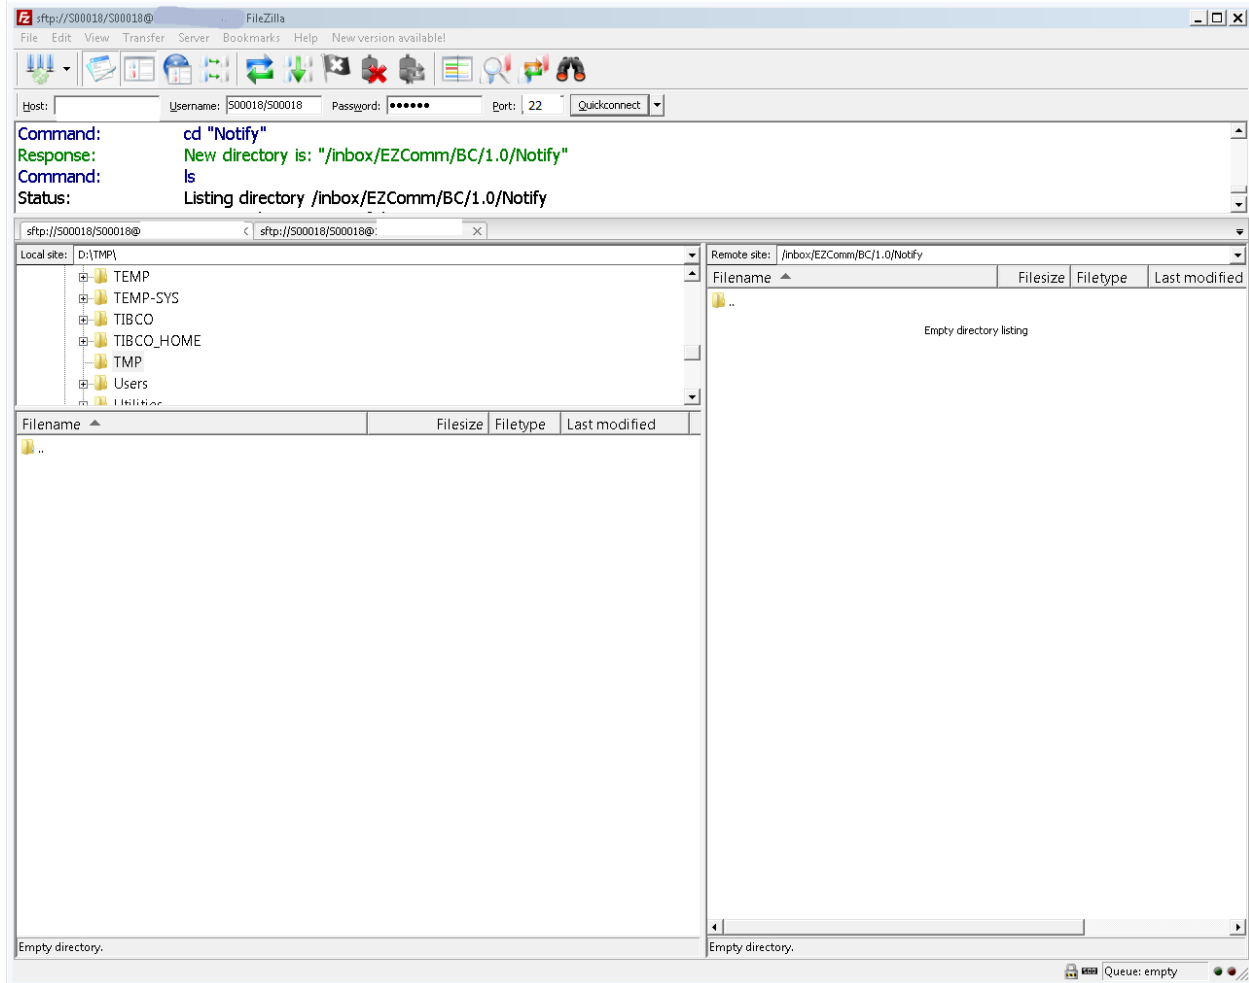 sftp://S00018/S00018@ FileZilla
File Edit View Transfer Server Bookmarks Help New version available!
Host: Username: S00018/S00018 Password: ●●●●●● Port: 22 Quickconnect
Command: cd "Notify"
Response: New directory is: "/inbox/EZComm/BC/1.0/Notify"
Command: ls
Status: Listing directory /inbox/EZComm/BC/1.0/Notify
sftp://S00018/S00018@ sftp://S00018/S00018@
Local site: D:\TMP\
TEMP
TEMP-SYS
TIBCO
TIBCO_HOME
TMP
Users
Utilities
Filename Filesize Filetype Last modified
..
Empty directory.
Remote site: /inbox/EZComm/BC/1.0/Notify
Filename Filesize Filetype Last modified
..
Empty directory listing
Empty directory.
Queue: empty